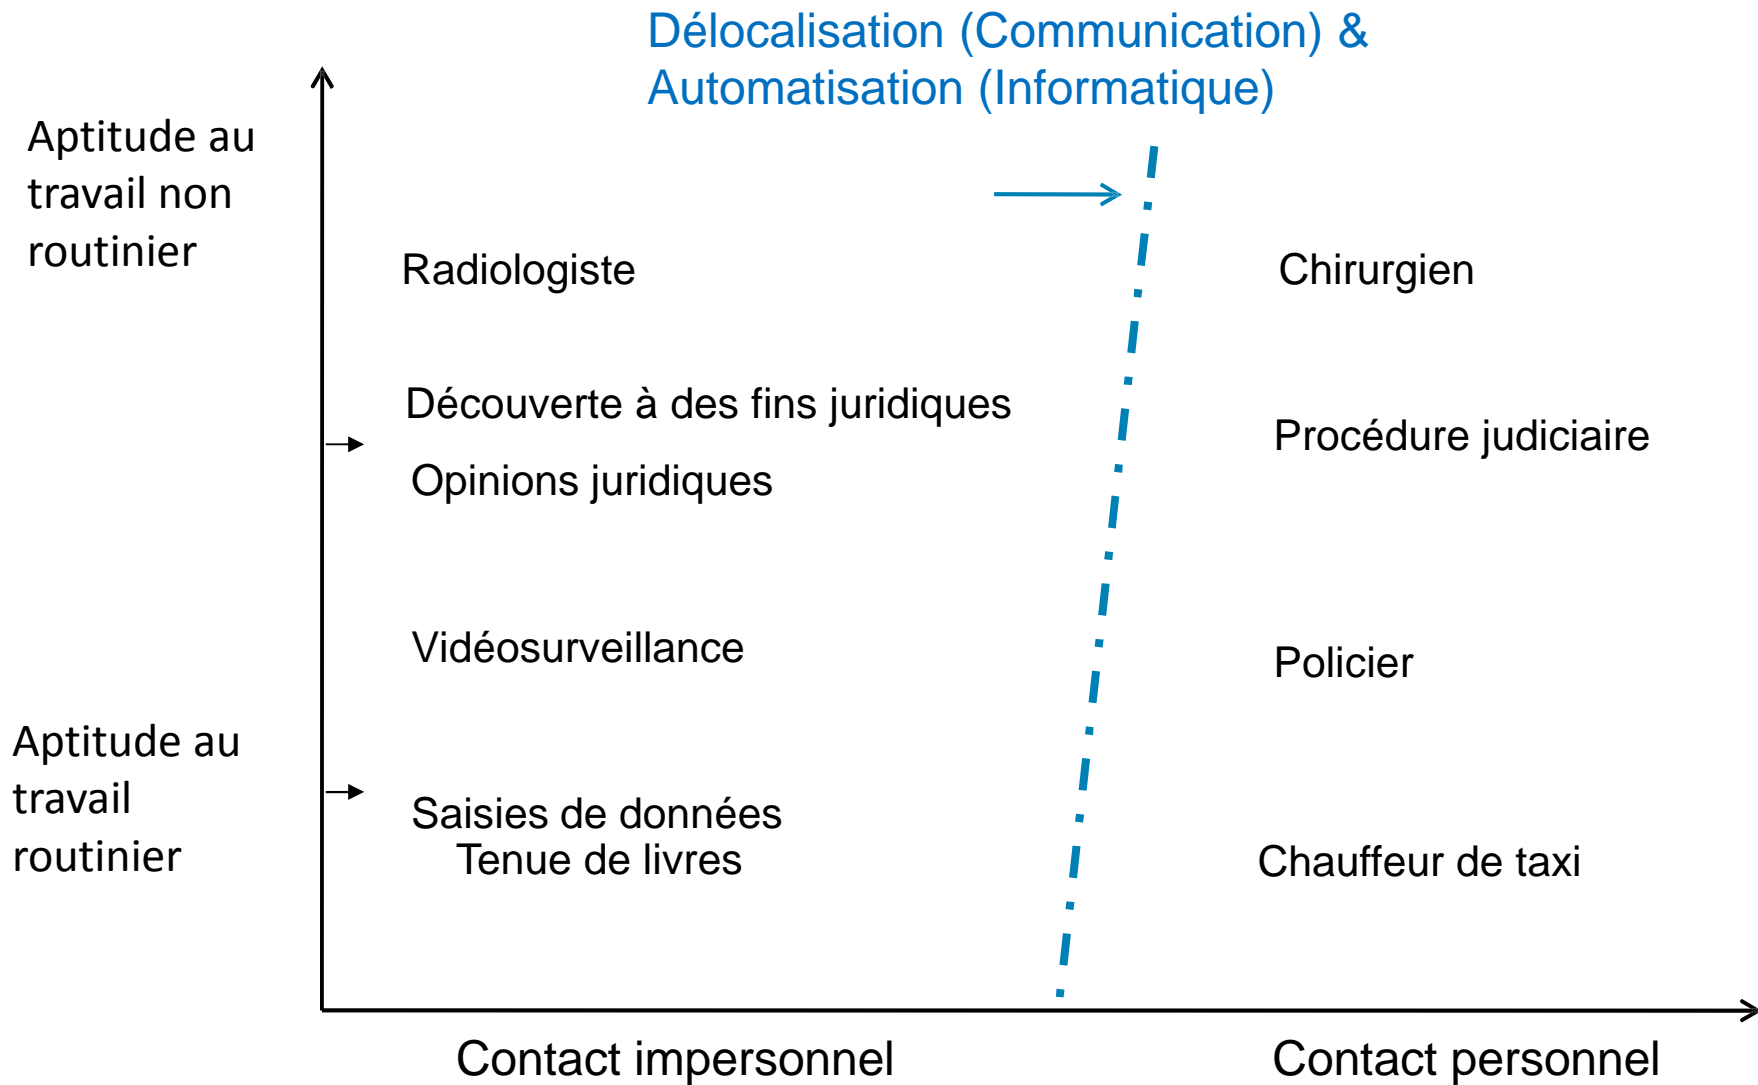 Délocalisation (Communication) &
Automatisation (Informatique)
Aptitude au
travail non
routinier
Radiologiste
Chirurgien
Découverte à des fins juridiques
Procédure judiciaire
Opinions juridiques
Vidéosurveillance
Policier
Aptitude au
travail
routinier
Saisies de données
Tenue de livres
Chauffeur de taxi
Contact impersonnel
Contact personnel